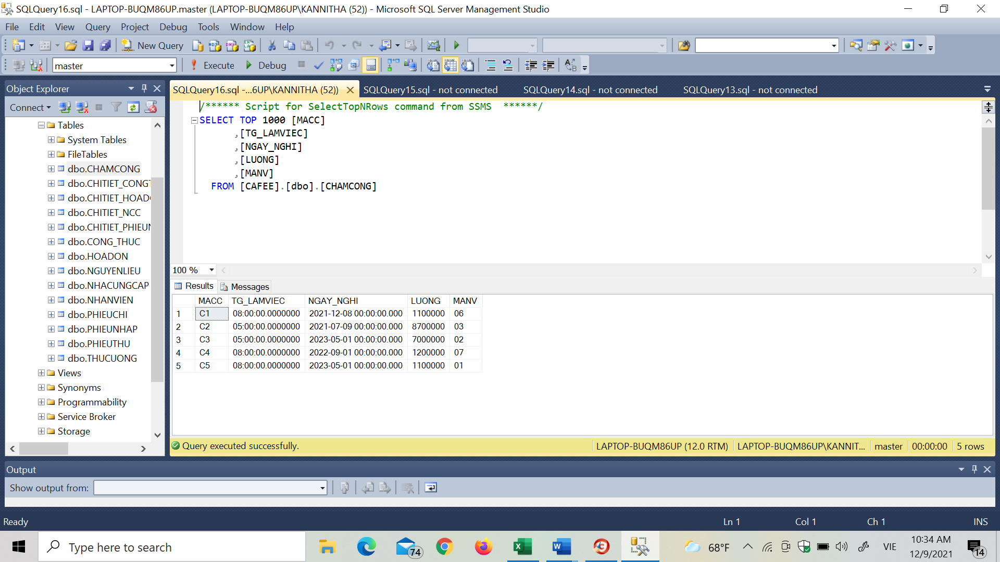 SQLQuery16.sql - LAPTOP-BUQM86UP.master (LAPTOP-BUQM86UP\KANNITHA (52)) - Microsoft SQL Server Management Studio
File Edit View Query Project Debug Tools Window Help
New Query
master Execute Debug
Object Explorer
Connect
Tables
System Tables
FileTables
dbo.CHAMCONG
dbo.CHITIET_CONGT
dbo.CHITIET_HOAD
dbo.CHITIET_NCC
dbo.CHITIET_PHIEUN
dbo.CONG_THUC
dbo.HOADON
dbo.NGUYENLIEU
dbo.NHACUNGCAP
dbo.NHANVIEN
dbo.PHIEUCHI
dbo.PHIEUNHAP
dbo.PHIEUTHU
dbo.THUCUONG
Views
Synonyms
Programmability
Service Broker
Storage
SQLQuery16.sql -...6UP\KANNITHA (52)) SQLQuery15.sql - not connected SQLQuery14.sql - not connected SQLQuery13.sql - not connected
/****** Script for SelectTopNRows command from SSMS ******/
SELECT TOP 1000 [MACC]
,[TG_LAMVIEC]
,[NGAY_NGHI]
,[LUONG]
,[MANV]
FROM [CAFEE].[dbo].[CHAMCONG]
100 %
Results Messages
MACC TG_LAMVIEC NGAY_NGHI LUONG MANV
1 C1 08:00:00.0000000 2021-12-08 00:00:00.000 1100000 06
2 C2 05:00:00.0000000 2021-07-09 00:00:00.000 8700000 03
3 C3 05:00:00.0000000 2023-05-01 00:00:00.000 7000000 02
4 C4 08:00:00.0000000 2022-09-01 00:00:00.000 1200000 07
5 C5 08:00:00.0000000 2023-05-01 00:00:00.000 1100000 01
Query executed successfully. LAPTOP-BUQM86UP (12.0 RTM) LAPTOP-BUQM86UP\KANNIT... master 00:00:00 5 rows
Output
Show output from:
Ready Ln 1 Col 1 Ch 1 INS
Type here to search 74 68°F VIE 10:34 AM
12/9/2021 14